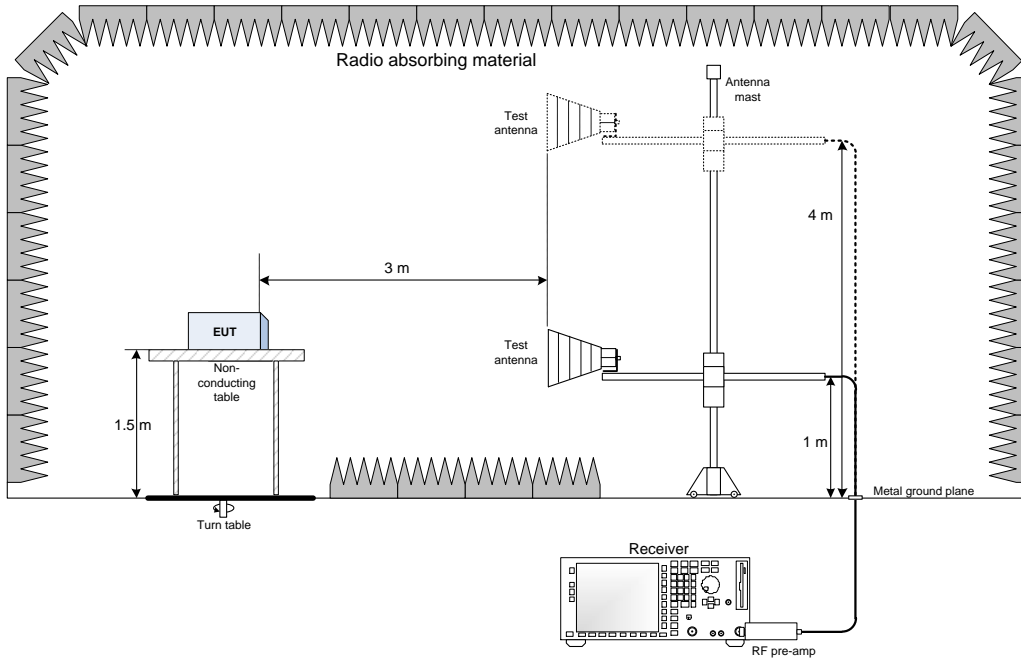 Radio absorbing material
Antenna
mast
Test
antenna
4 m
3 m
EUT
Test
antenna
Non-
conducting
table
1.5 m
1 m
Metal ground plane
Turn table
Receiver
RF pre-amp